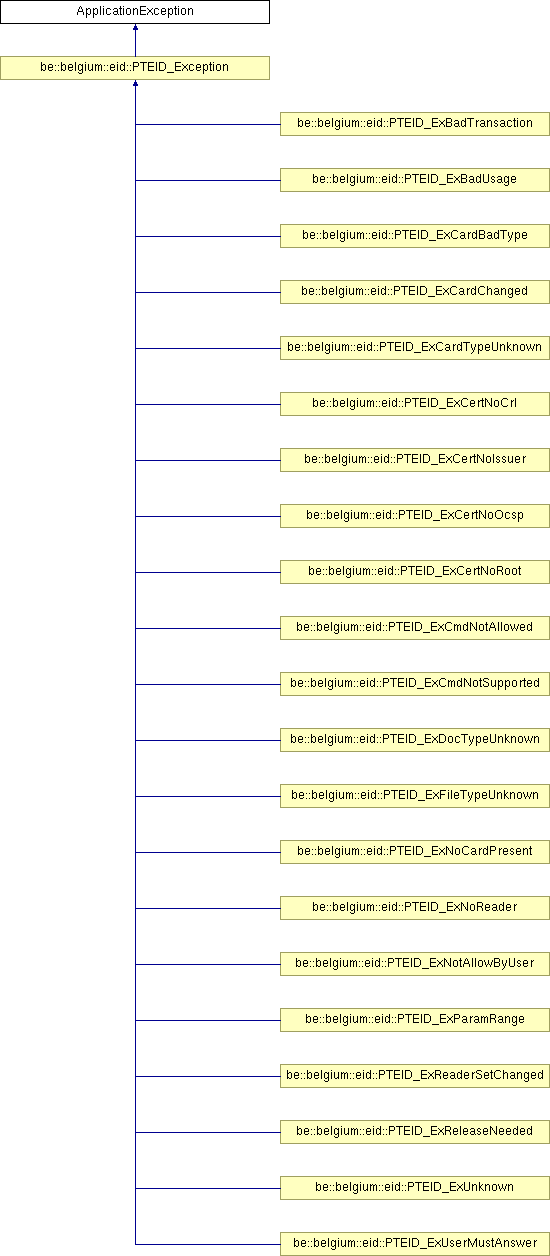 ApplicationException
be::belgium::eid::PTEID_Exception
be::belgium::eid::PTEID_ExBadTransaction
be::belgium::eid::PTEID_ExBadUsage
be::belgium::eid::PTEID_ExCardBadType
be::belgium::eid::PTEID_ExCardChanged
be::belgium::eid::PTEID_ExCardTypeUnknown
be::belgium::eid::PTEID_ExCertNoCrl
be::belgium::eid::PTEID_ExCertNoIssuer
be::belgium::eid::PTEID_ExCertNoOcsp
be::belgium::eid::PTEID_ExCertNoRoot
be::belgium::eid::PTEID_ExCmdNotAllowed
be::belgium::eid::PTEID_ExCmdNotSupported
be::belgium::eid::PTEID_ExDocTypeUnknown
be::belgium::eid::PTEID_ExFileTypeUnknown
be::belgium::eid::PTEID_ExNoCardPresent
be::belgium::eid::PTEID_ExNoReader
be::belgium::eid::PTEID_ExNotAllowByUser
be::belgium::eid::PTEID_ExParamRange
be::belgium::eid::PTEID_ExReaderSetChanged
be::belgium::eid::PTEID_ExReleaseNeeded
be::belgium::eid::PTEID_ExUnknown
be::belgium::eid::PTEID_ExUserMustAnswer